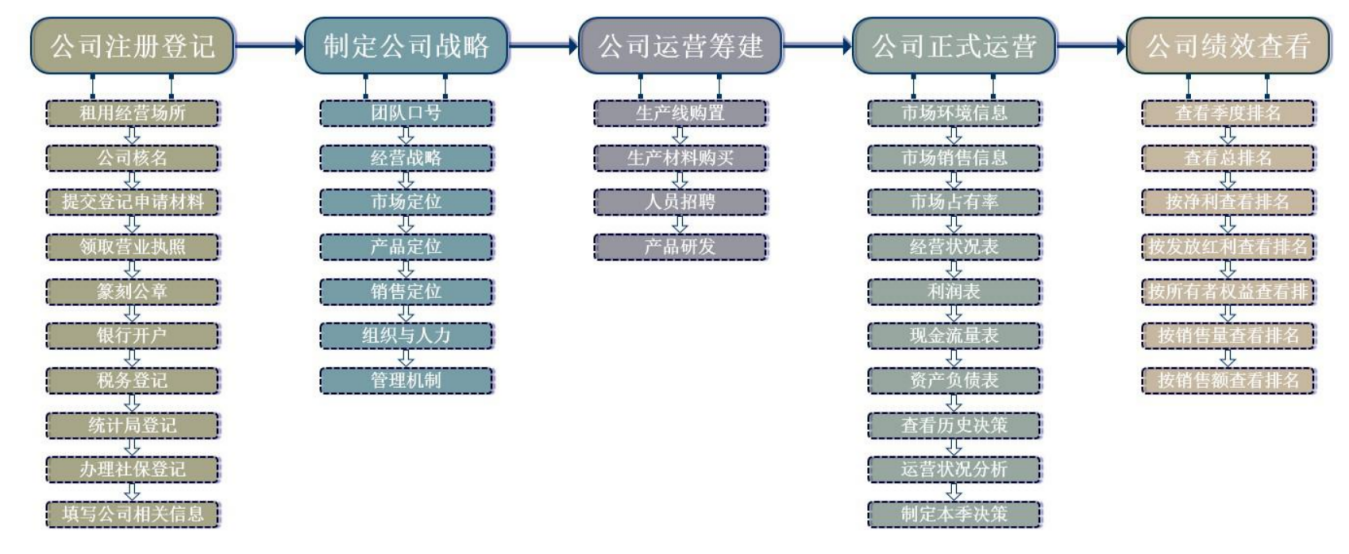 公司注册登记
制定公司战略
公司运营筹建
公司正式运营
公司绩效查看
租用经营场所
公司核名
提交登记申请材料
领取营业执照
篆刻公章
银行开户
税务登记
统计局登记
办理社保登记
填写公司相关信息
团队口号
经营战略
市场定位
产品定位
销售定位
组织与人力
管理机制
生产线购置
生产材料购买
人员招聘
产品研发
市场环境信息
市场销售信息
市场占有率
经营状况表
利润表
现金流量表
资产负债表
查看历史决策
运营状况分析
制定本季决策
查看季度排名
查看总排名
按净利查看排名
按发放红利查看排名
按所有者权益查看排
按销售量查看排名
按销售额查看排名